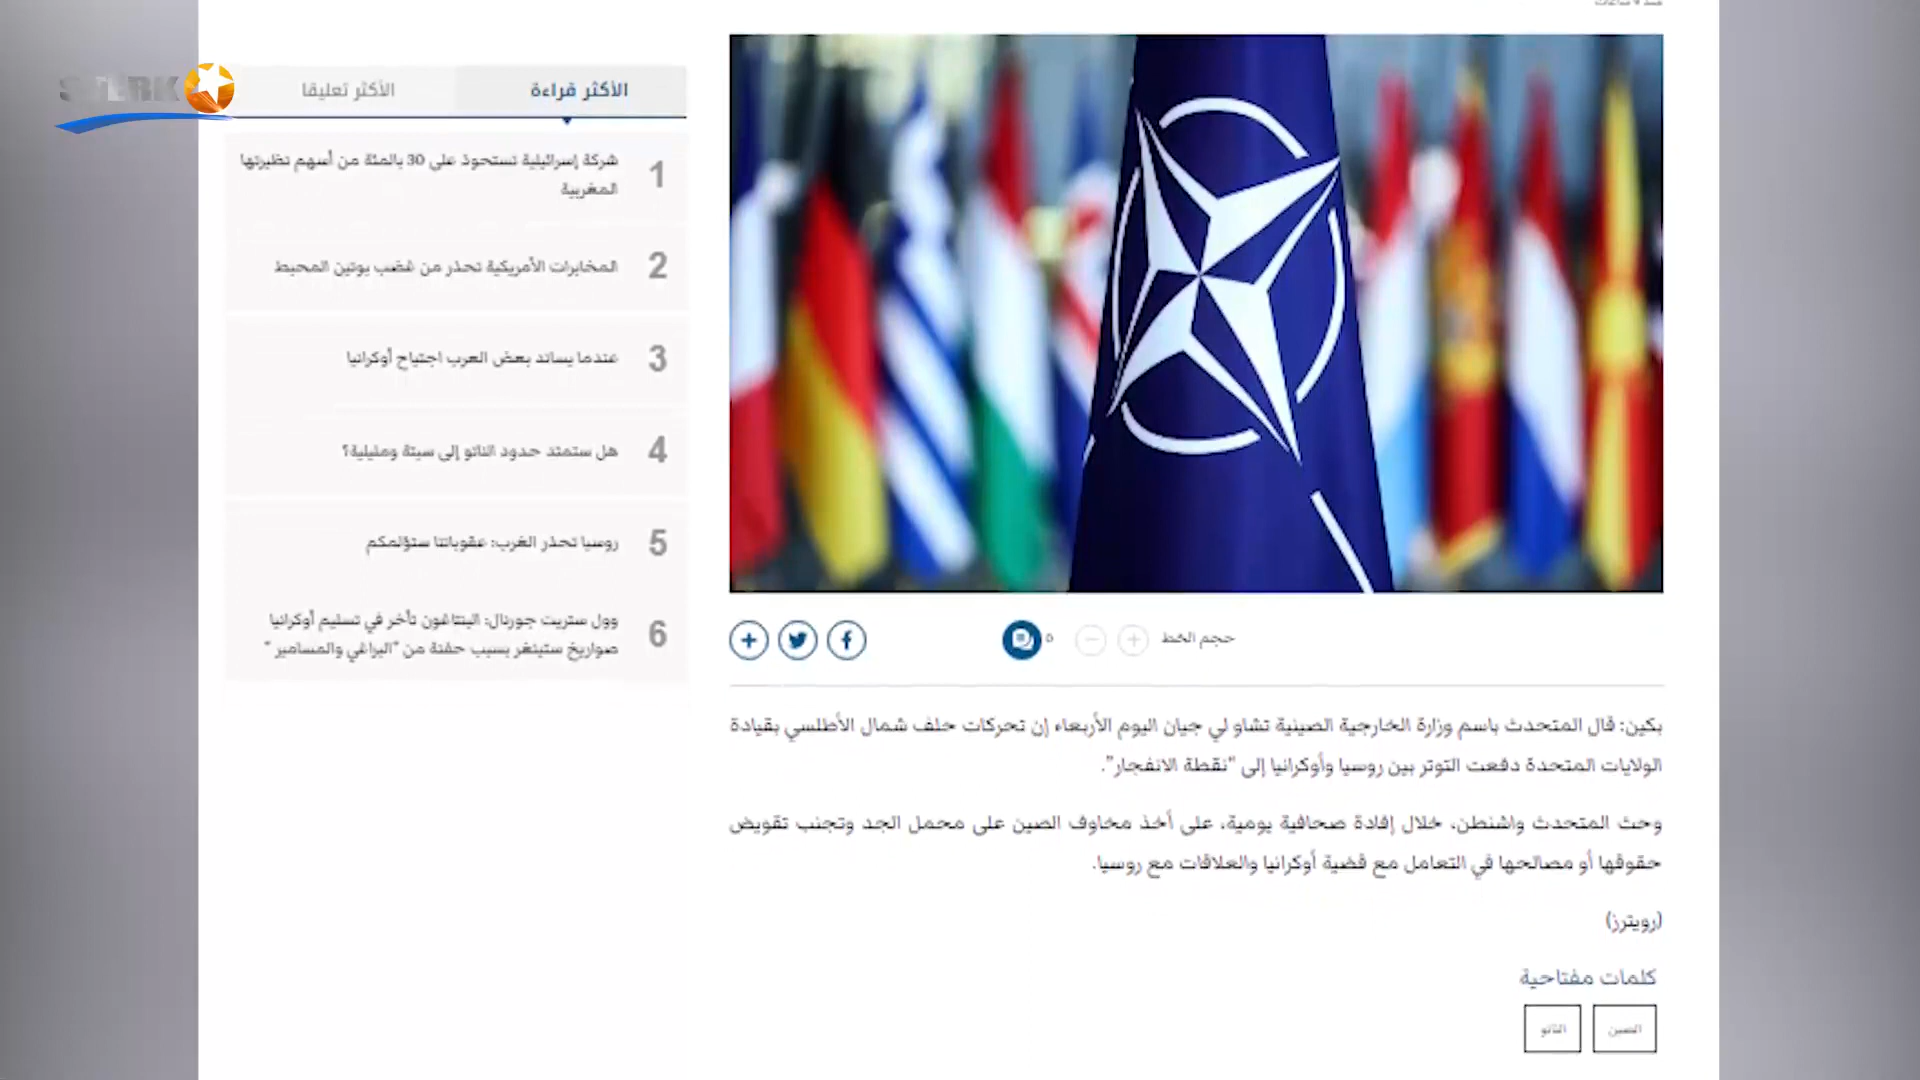 STERK
الأكثر قراءة
الأكثر تعليقا
1
شركة إسرائيلية تستحوذ على 30 بالمئة من أسهم نظيرتها
المغربية
2
المخابرات الأمريكية تحذر من غضب بوتين المحبط
3
عندما يساند بعض العرب اجتياح أوكرانيا
4
هل ستمتد حدود الناتو إلى سبتة ومليلية؟
5
روسيا تحذر الغرب: عقوباتنا ستؤلمكم
6
وول ستريت جورنال: البنتاغون تأخر في تسليم أوكرانيا
صواريخ ستينغر بسبب حفنة من "البراغي والمسامير "
حجم الخط
٥
بكين: قال المتحدث باسم وزارة الخارجية الصينية تشاو لي جيان اليوم الأربعاء إن تحركات حلف شمال الأطلسي بقيادة
الولايات المتحدة دفعت التوتر بين روسيا وأوكرانيا إلى "نقطة الانفجار".
وحث المتحدث واشنطن، خلال إفادة صحافية يومية، على أخذ مخاوف الصين على محمل الجد وتجنب تقويض
حقوقها أو مصالحها في التعامل مع قضية أوكرانيا والعلاقات مع روسيا.
(رويترز)
كلمات مفتاحية
الصين
الناتو